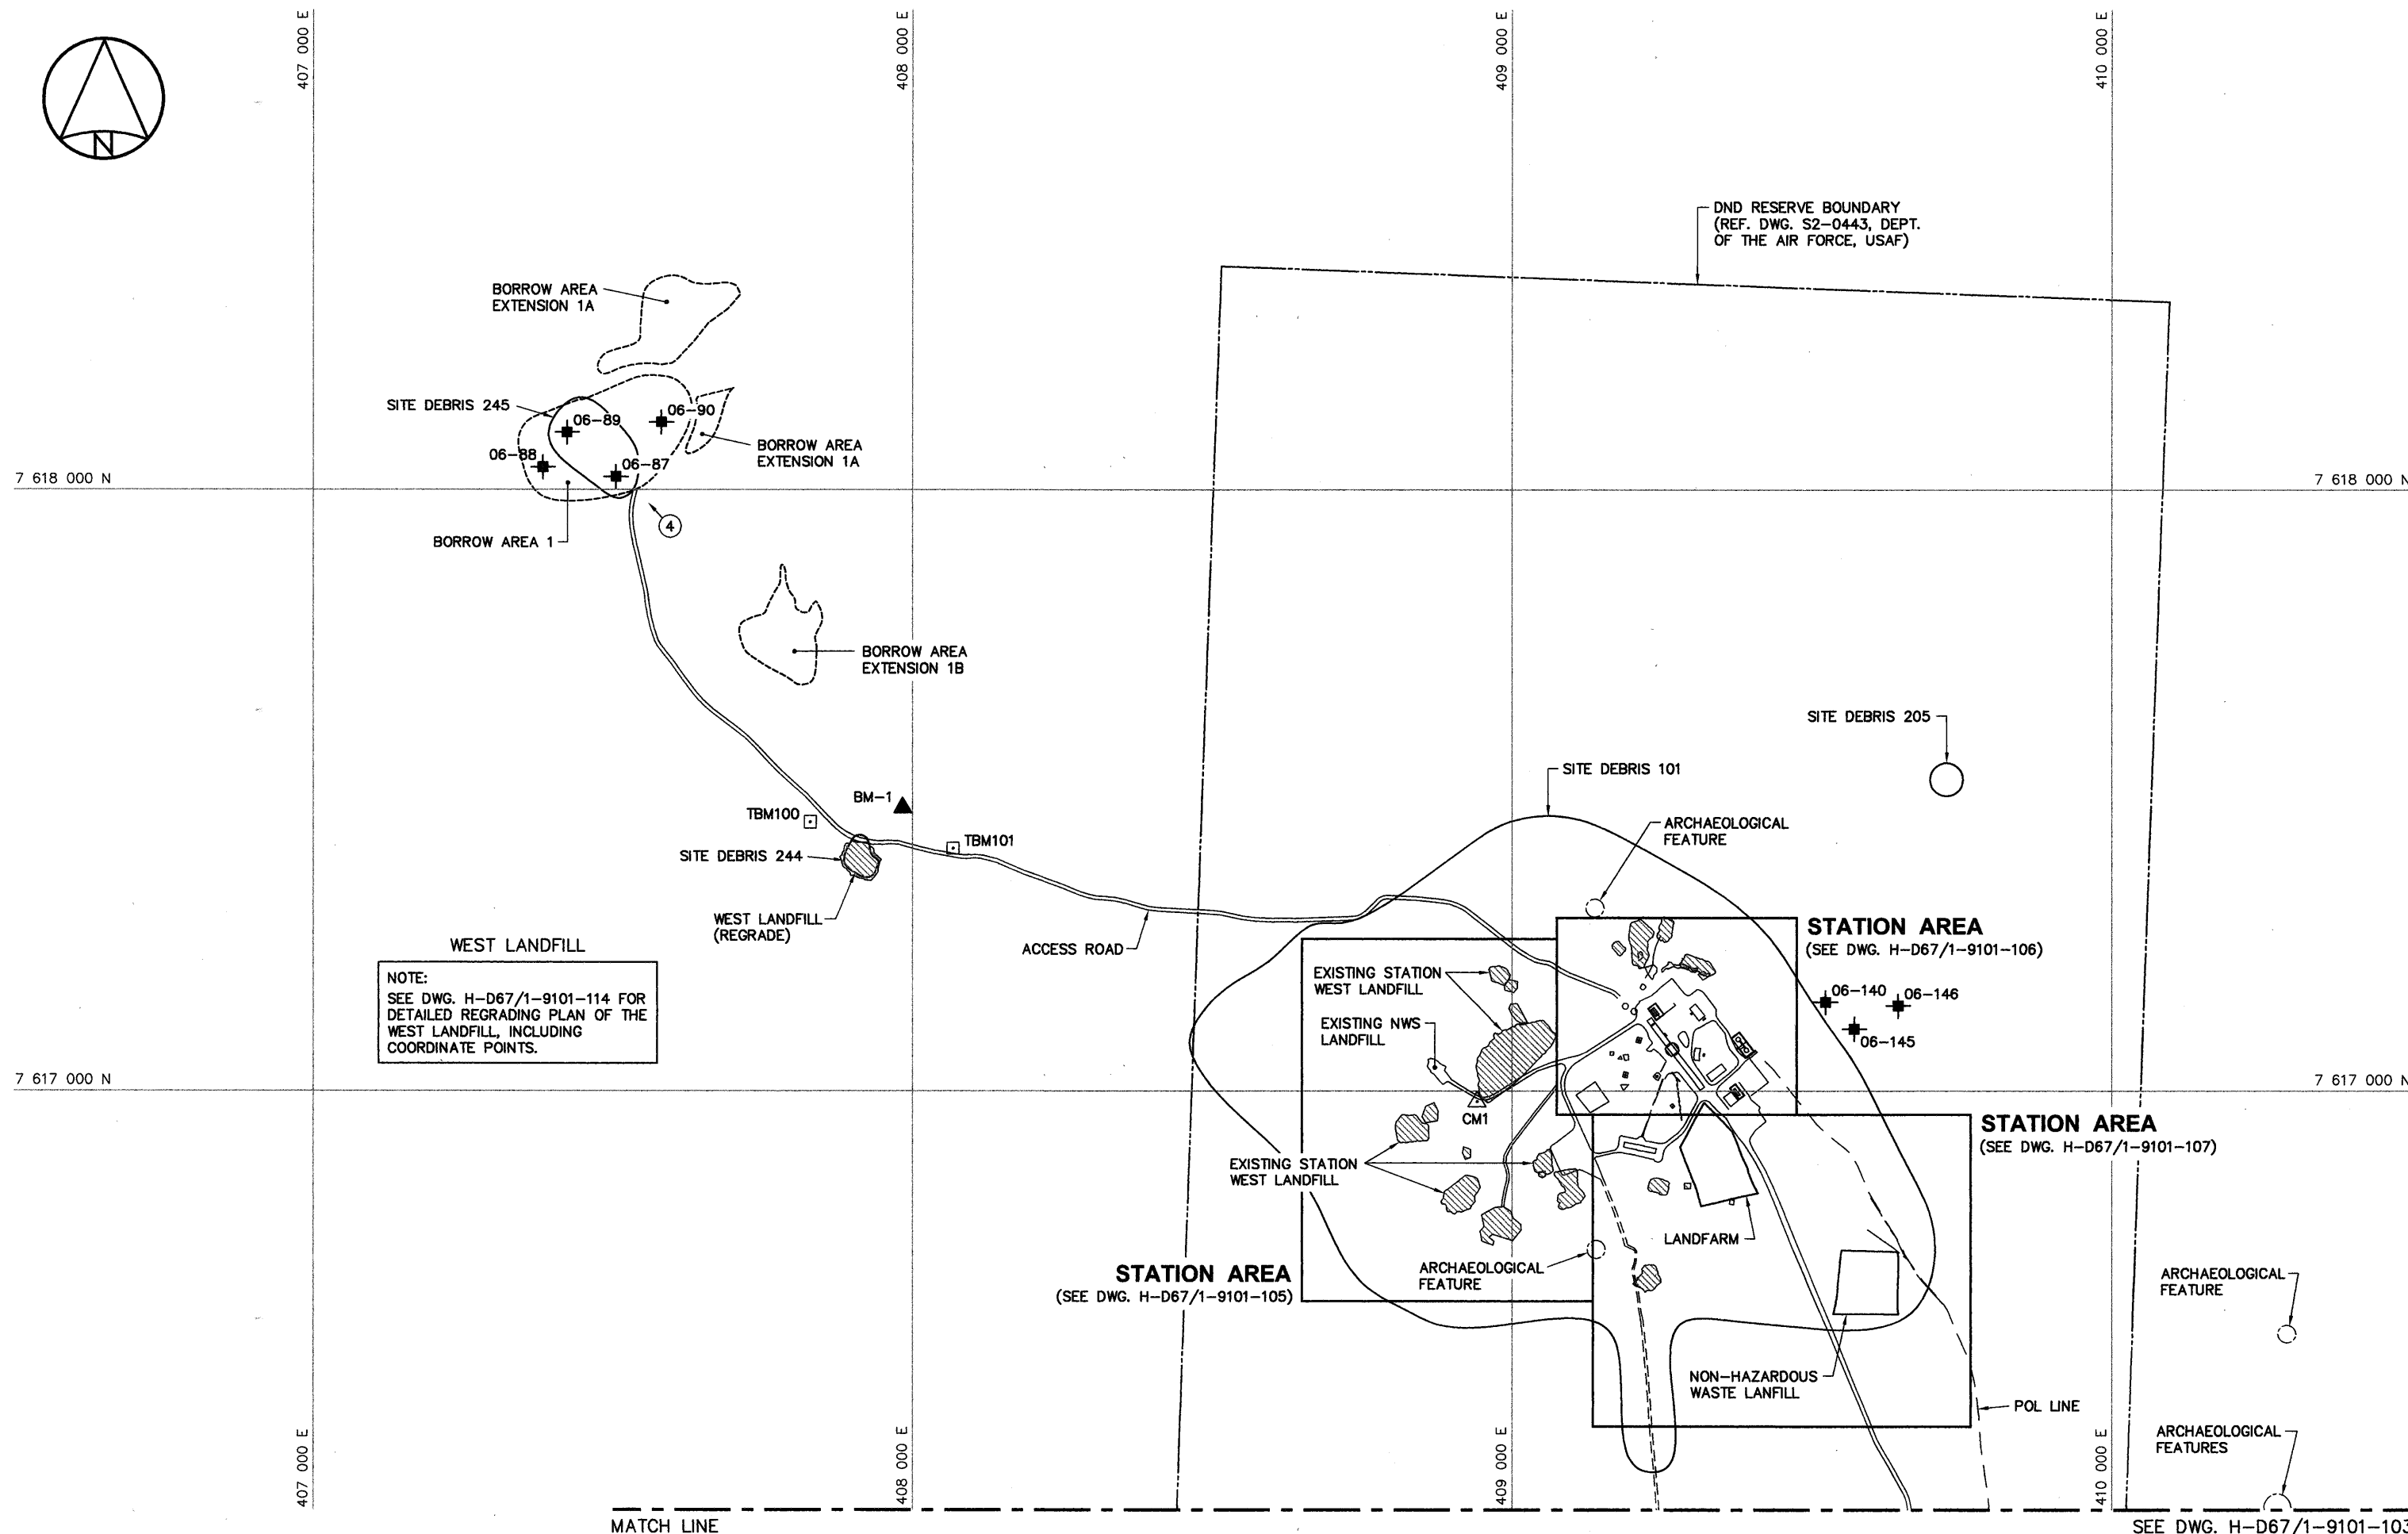 407 000 E
408 000 E
409 000 E
410 000 E
N
DND RESERVE BOUNDARY
(REF. DWG. S2-0443, DEPT.
OF THE AIR FORCE, USAF)
BORROW AREA
EXTENSION 1A
SITE DEBRIS 245
06-89
06-90
BORROW AREA
EXTENSION 1A
06-88
06-87
7 618 000 N
7 618 000 N
4
BORROW AREA 1
BORROW AREA
EXTENSION 1B
SITE DEBRIS 205
SITE DEBRIS 101
BM-1
TBM100
TBM101
ARCHAEOLOGICAL
FEATURE
SITE DEBRIS 244
WEST LANDFILL
(REGRADE)
ACCESS ROAD
STATION AREA
(SEE DWG. H-D67/1-9101-106)
WEST LANDFILL
NOTE:
SEE DWG. H-D67/1-9101-114 FOR
DETAILED REGRADING PLAN OF THE
WEST LANDFILL, INCLUDING
COORDINATE POINTS.
EXISTING STATION
WEST LANDFILL
EXISTING NWS
LANDFILL
06-140
06-146
06-145
7 617 000 N
7 617 000 N
CM1
STATION AREA
(SEE DWG. H-D67/1-9101-107)
EXISTING STATION
WEST LANDFILL
LANDFARM
ARCHAEOLOGICAL
FEATURE
STATION AREA
(SEE DWG. H-D67/1-9101-105)
ARCHAEOLOGICAL
FEATURE
NON-HAZARDOUS
WASTE LANFILL
POL LINE
ARCHAEOLOGICAL
FEATURES
407 000 E
408 000 E
409 000 E
410 000 E
MATCH LINE
SEE DWG. H-D67/1-9101-103